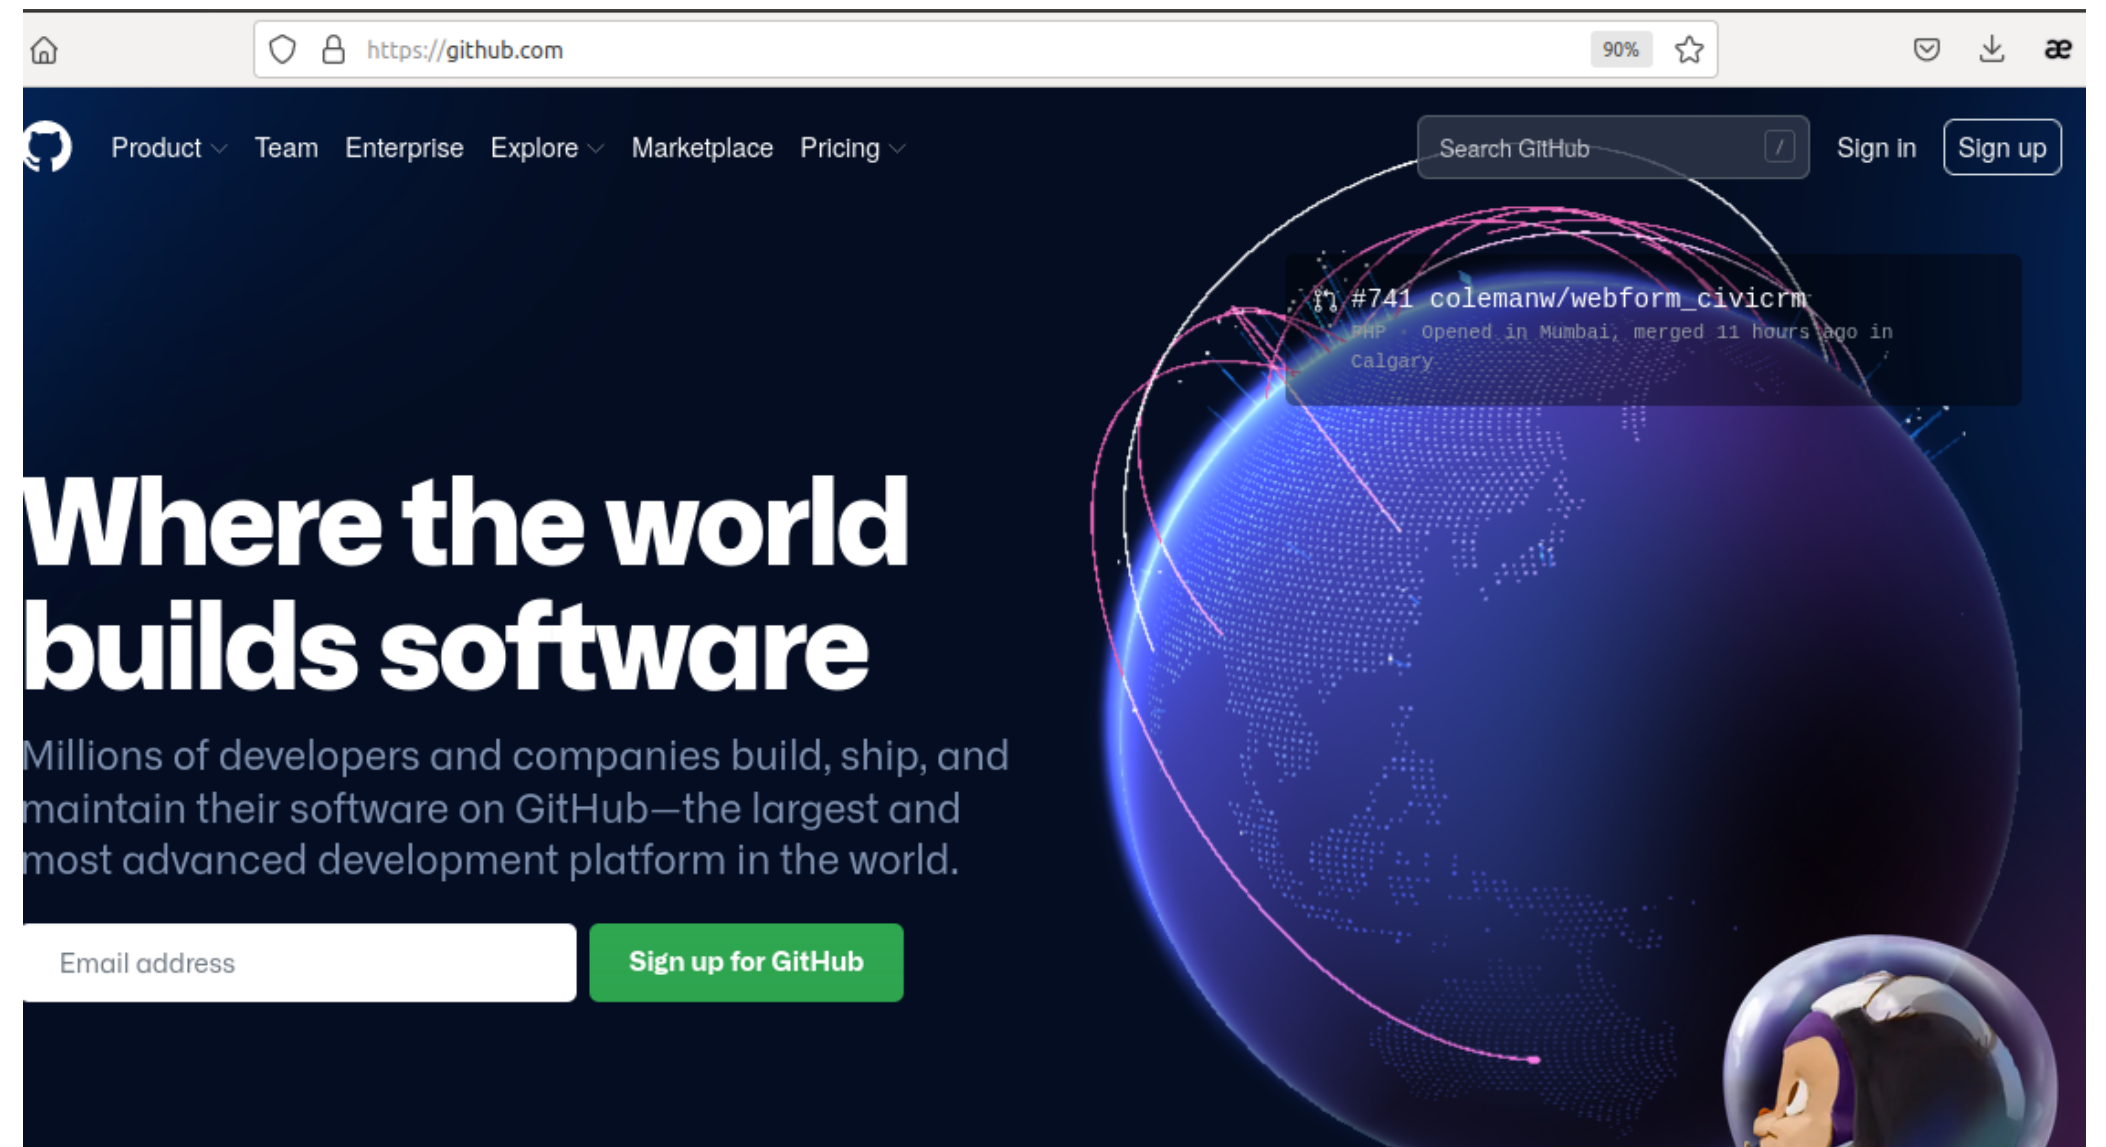 https://github.com 90% æ
Product Team Enterprise Explore Marketplace Pricing Search GitHub / Sign in Sign up
#741 colemanw/webform_civicrm
PHP · Opened in Mumbai, merged 11 hours ago in
Calgary
Where the world
builds software
Millions of developers and companies build, ship, and
maintain their software on GitHub—the largest and
most advanced development platform in the world.
Email address Sign up for GitHub